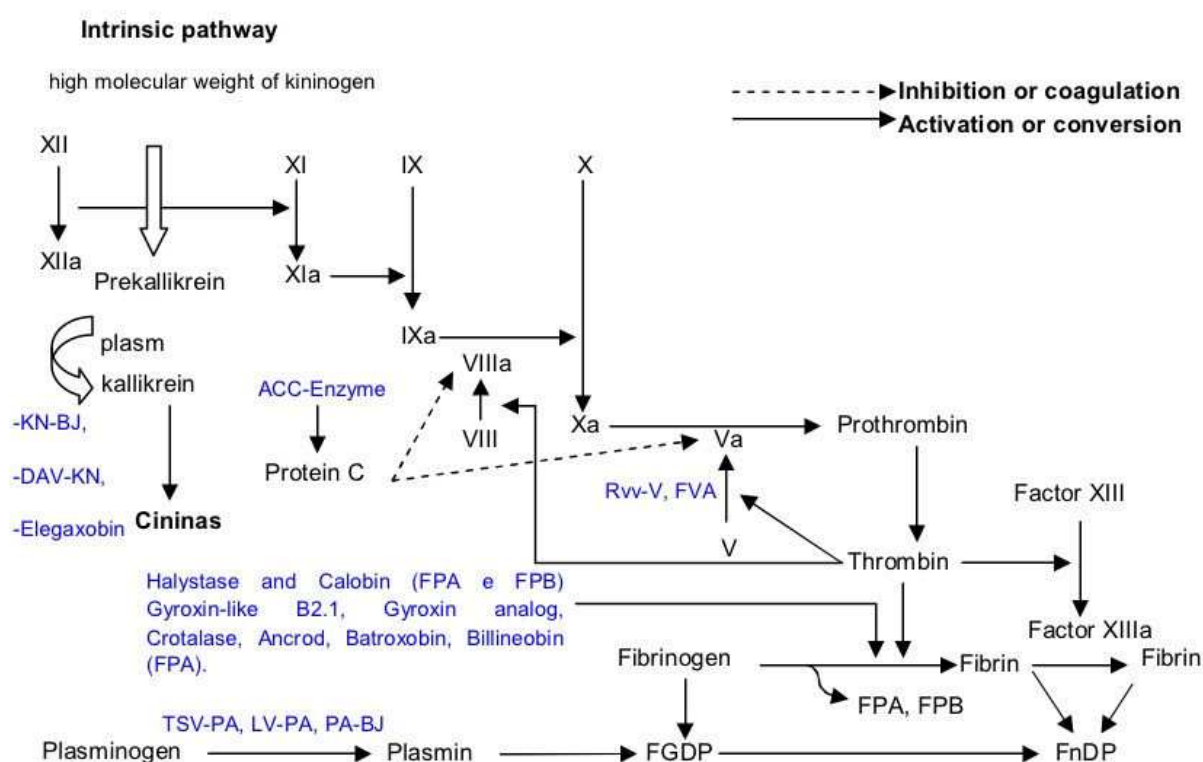 Intrinsic pathway
high molecular weight of kininogen
Inhibition or coagulation
Activation or conversion
XII
XI
IX
X
XIIa
Prekallikrein
XIa
IXa
plasm
VIIIa
kallikrein
ACC-Enzyme
-KN-BJ,
VIII
Xa
Prothrombin
Va
Protein C
-DAV-KN,
Rvv-V, FVA
Factor XIII
-Elegaxobin
Cininas
V
Thrombin
Halystase and Calobin (FPA e FPB)
Gyroxin-like B2.1, Gyroxin analog,
Crotalase, Ancrod, Batroxobin, Billineobin
(FPA).
Factor XIIIa
Fibrinogen
Fibrin
Fibrin
FPA, FPB
TSV-PA, LV-PA, PA-BJ
Plasminogen
Plasmin
FGDP
FnDP